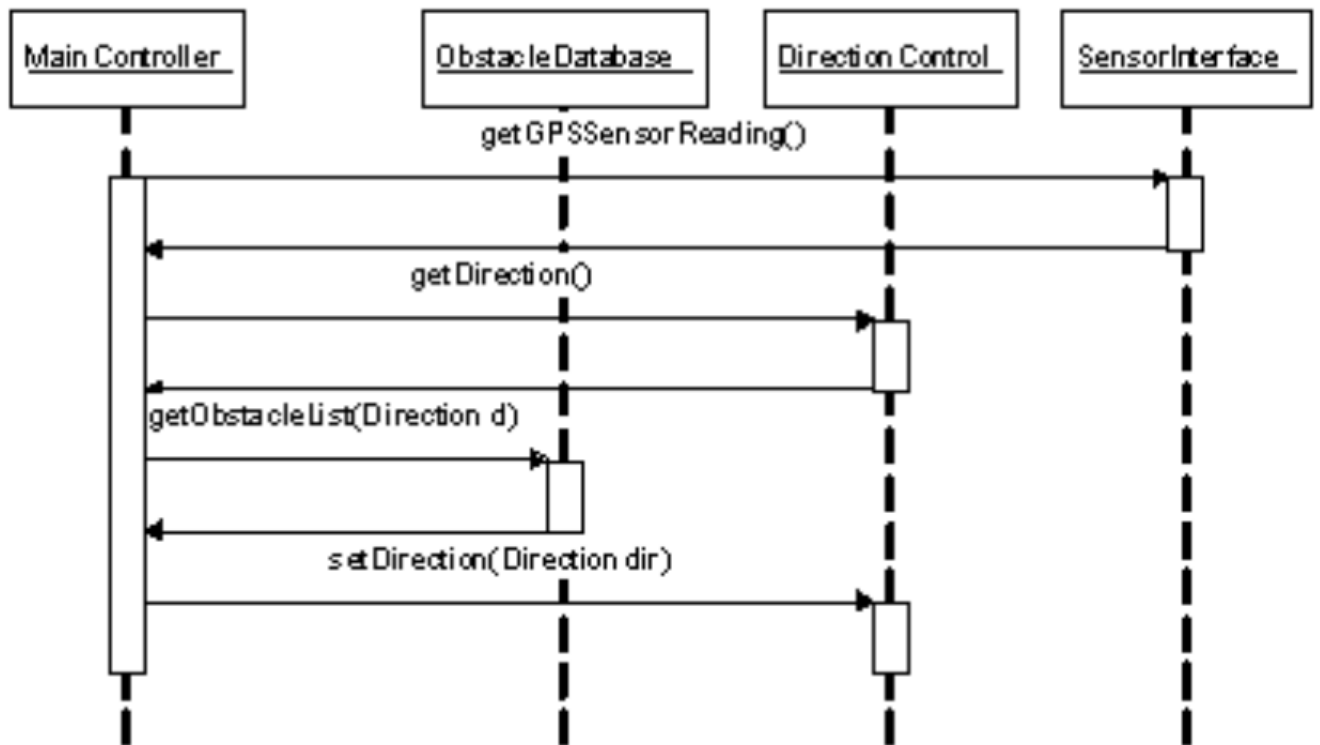 Main Controller
ObstacleDatabase
Direction Control
SensorInterface
getGPSSensorReading()
getDirection()
getObstacleList(Direction d)
setDirection(Direction dir)